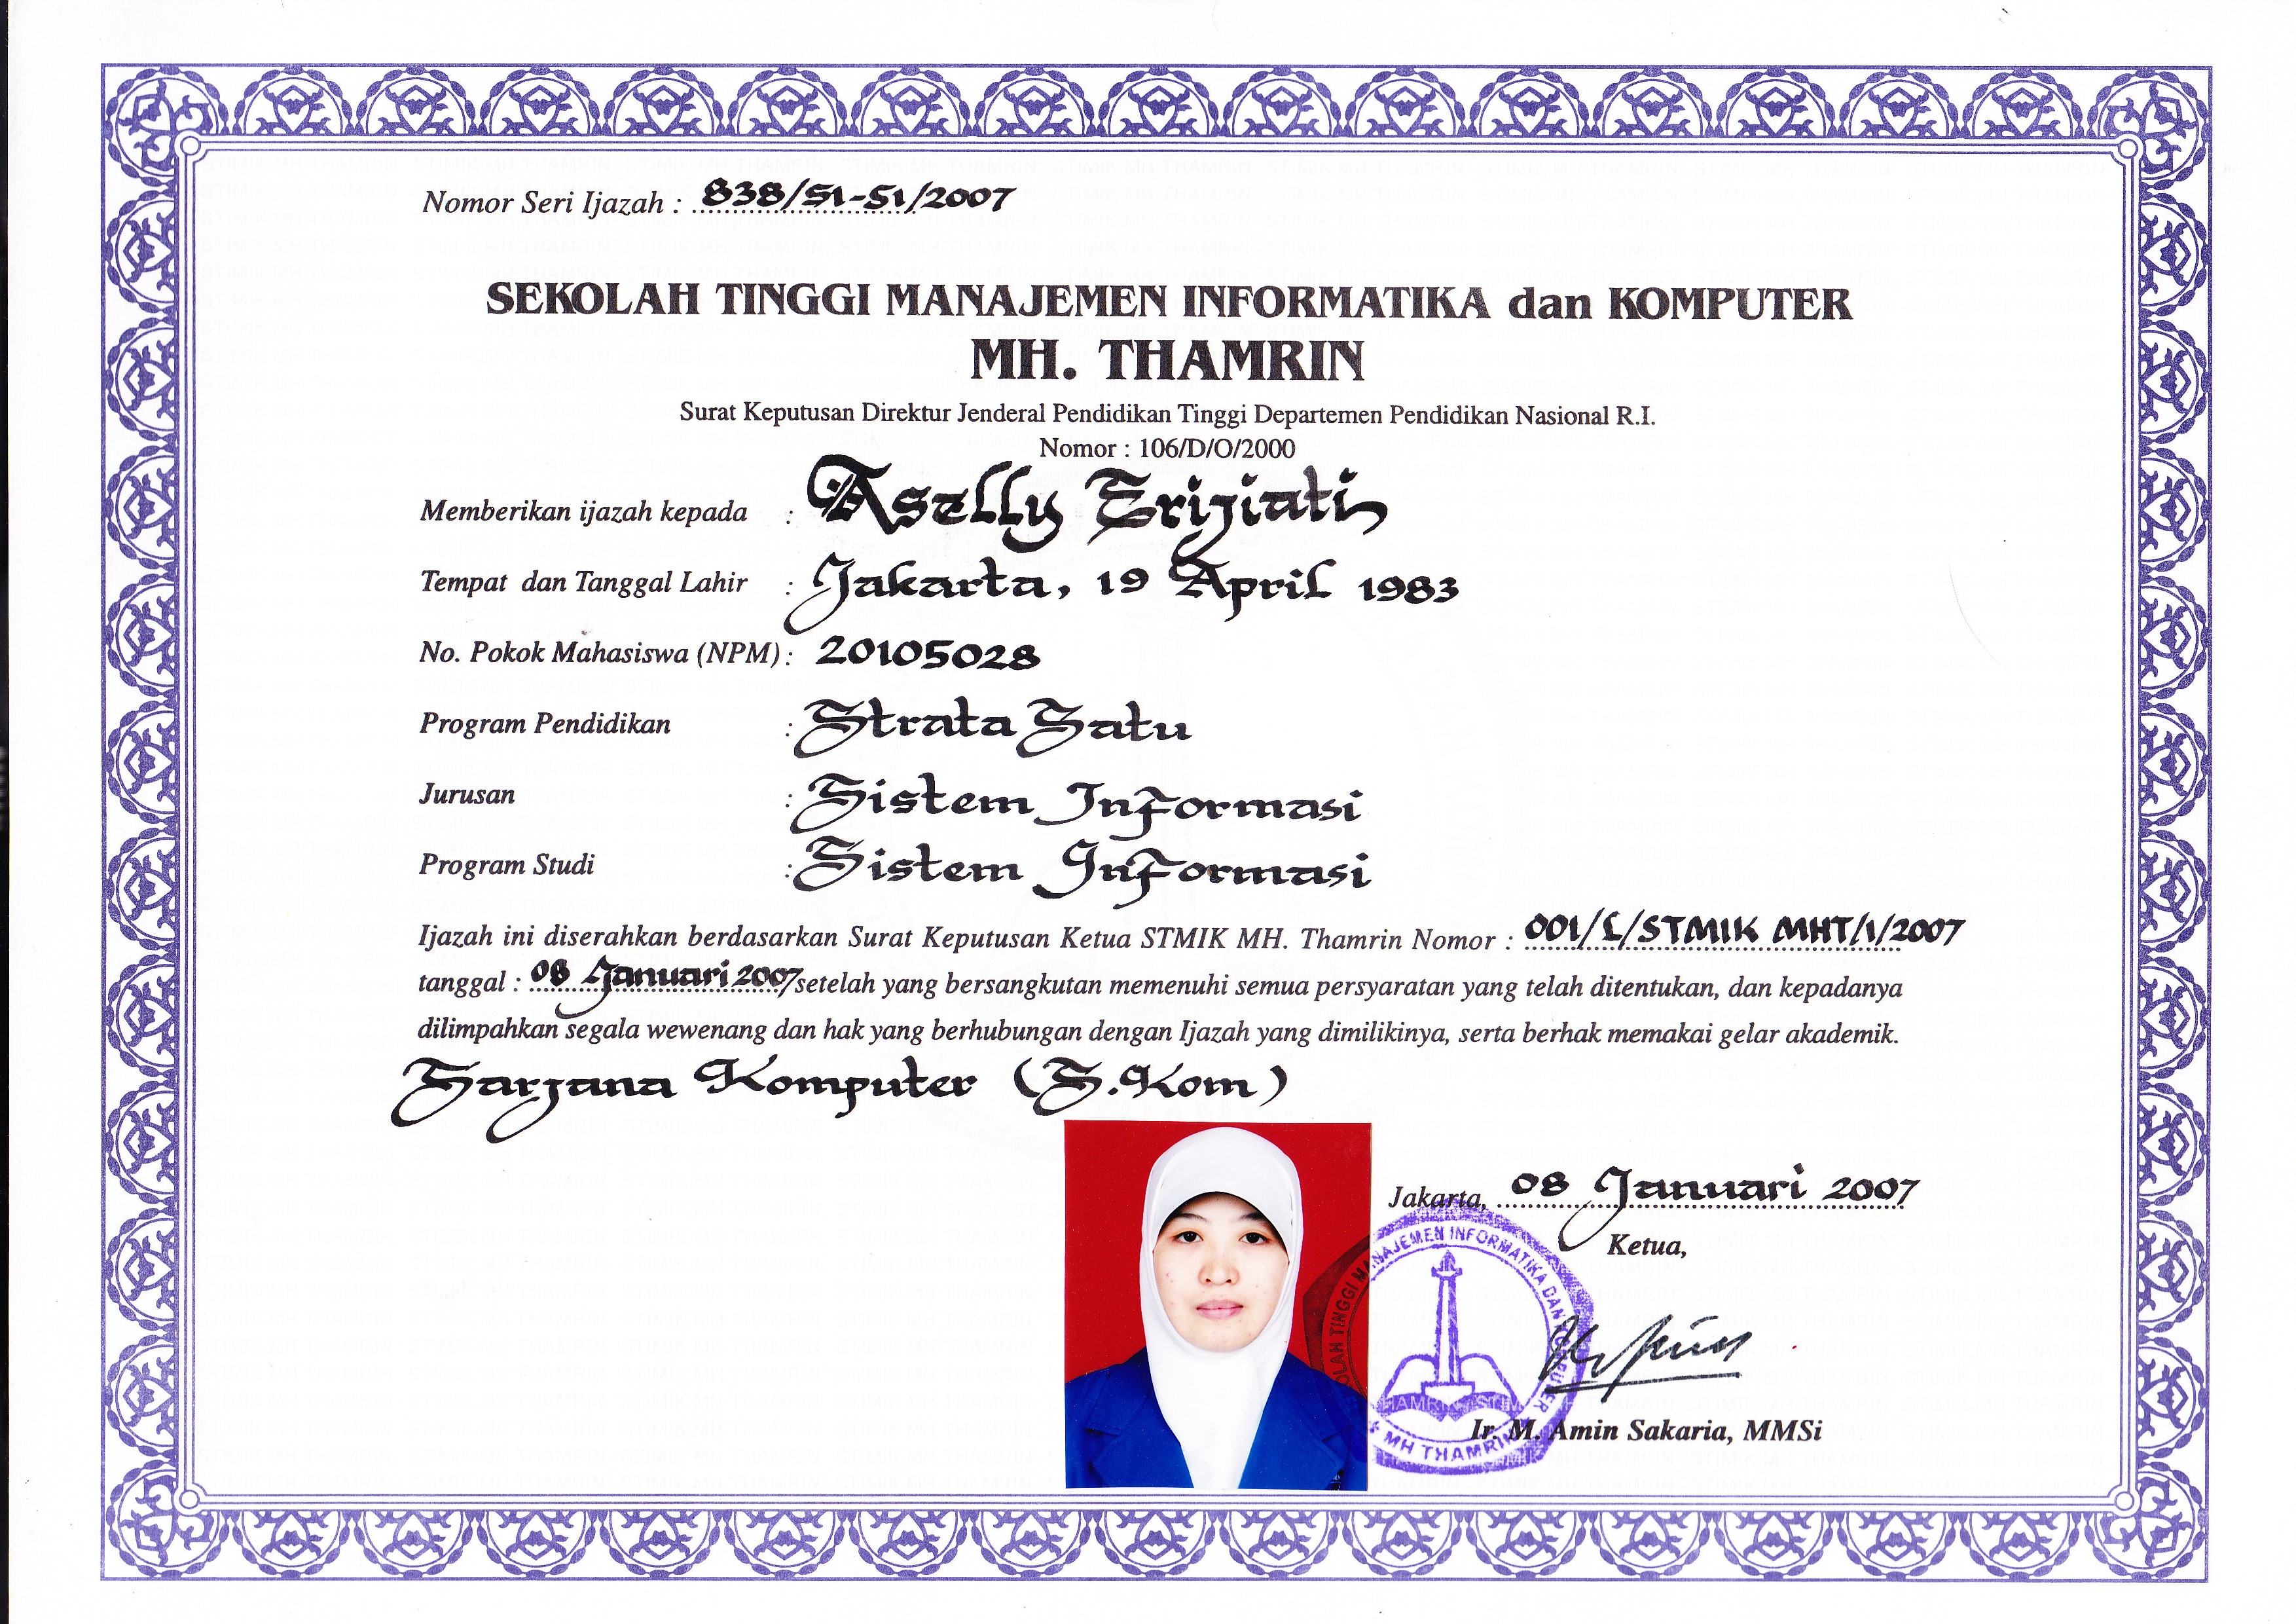 Nomor Seri Ijazah : 838/S1-S1/2007
SEKOLAH TINGGI MANAJEMEN INFORMATIKA dan KOMPUTER
MH. THAMRIN
Surat Keputusan Direktur Jenderal Pendidikan Tinggi Departemen Pendidikan Nasional R.I.
Nomor : 106/D/O/2000
Memberikan ijazah kepada : Aselly Trijiati
Tempat dan Tanggal Lahir : Jakarta, 19 April 1983
No. Pokok Mahasiswa (NPM) : 20105028
Program Pendidikan : Strata Satu
Jurusan : Sistem Informasi
Program Studi : Sistem Informasi
Ijazah ini diserahkan berdasarkan Surat Keputusan Ketua STMIK MH. Thamrin Nomor : 001/L/STMIK MHT/1/2007
tanggal : 08 Januari 2007 setelah yang bersangkutan memenuhi semua persyaratan yang telah ditentukan, dan kepadanya
dilimpahkan segala wewenang dan hak yang berhubungan dengan Ijazah yang dimilikinya, serta berhak memakai gelar akademik.
Sarjana Komputer (S.Kom)
Jakarta, 08 Januari 2007
Ketua,
OLAH TINGGI MANAJEMEN INFORMATIKA DAN KOMPUTER
MH THAMRIN
Ir. M. Amin Sakaria, MMSi